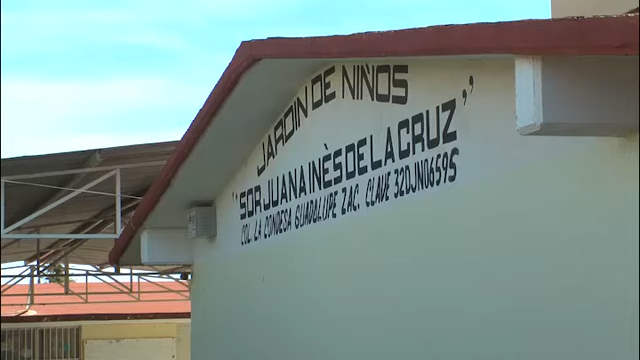 JARDIN DE NIÑOS
"SOR JUANA INÈS DE LA CRUZ"
COL. LA CONDESA GUADALUPE ZAC. CLAVE 32DJN0659S